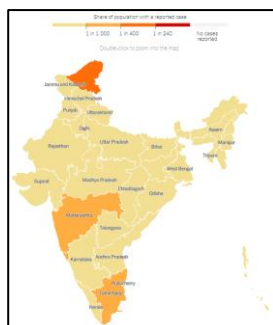 Share of population with a reported case
1 in 1,000 1 in 400 1 in 240 No cases reported
Double-click to zoom into the map.
Jammu and Kashmir
Himachal Pradesh
Punjab
Uttarakhand
Delhi
Rajasthan
Uttar Pradesh
Bihar
Assam
Manipur
Tripura
Gujarat
Madhya Pradesh
West Bengal
Chhattisgarh
Odisha
Maharashtra
Telangana
Karnataka
Andhra Pradesh
Puducherry
Tamil Nadu
Kerala